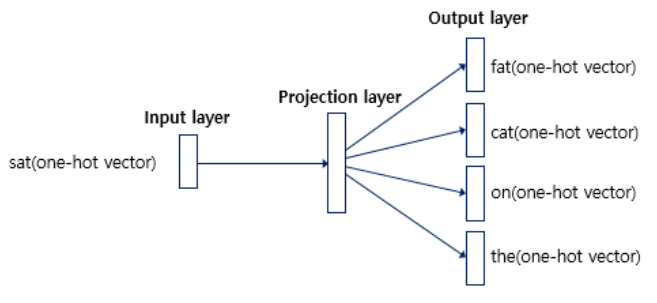 Output layer
fat(one-hot vector)
Projection layer
Input layer
cat(one-hot vector)
sat(one-hot vector)
on(one-hot vector)
the(one-hot vector)